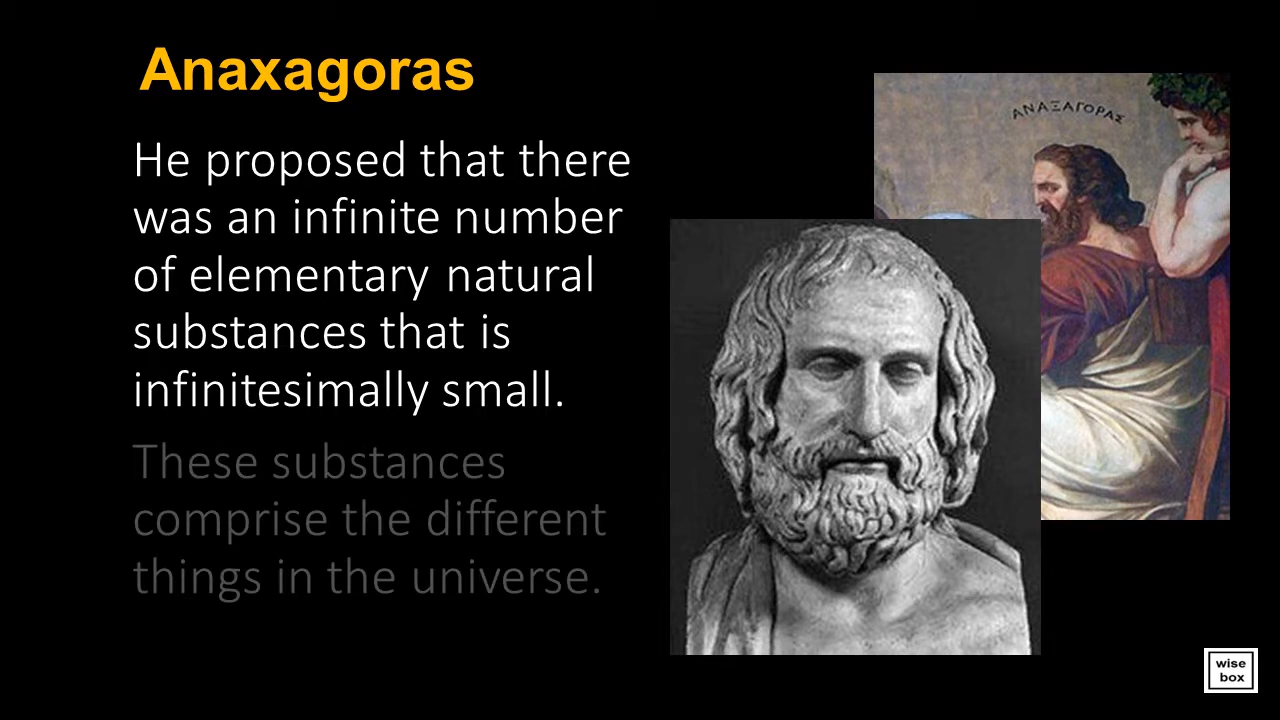 Anaxagoras
He proposed that there
was an infinite number
of elementary natural
substances that is
infinitesimally small.
These substances
comprise the different
things in the universe.
ΑΝΑΞΑΓΟΡΑΣ
wise
box